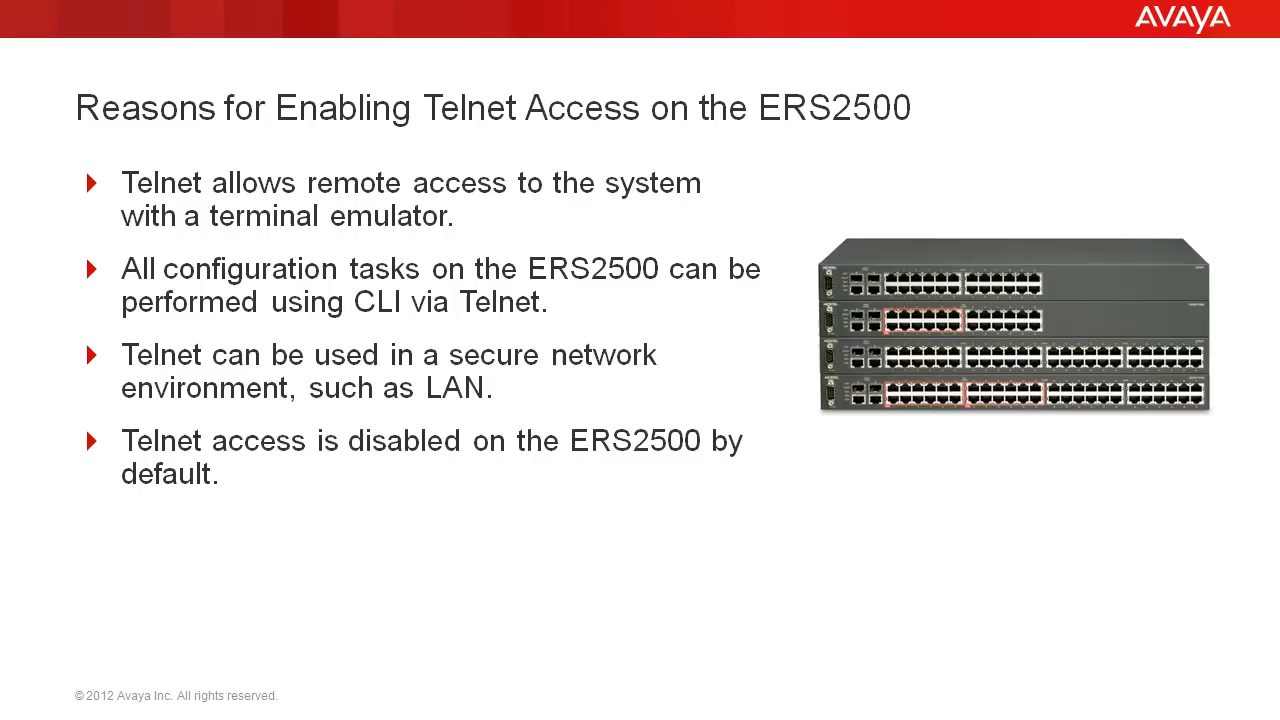 AVAYA
Reasons for Enabling Telnet Access on the ERS2500
Telnet allows remote access to the system
with a terminal emulator.
All configuration tasks on the ERS2500 can be
performed using CLI via Telnet.
Telnet can be used in a secure network
environment, such as LAN.
Telnet access is disabled on the ERS2500 by
default.
© 2012 Avaya Inc. All rights reserved.